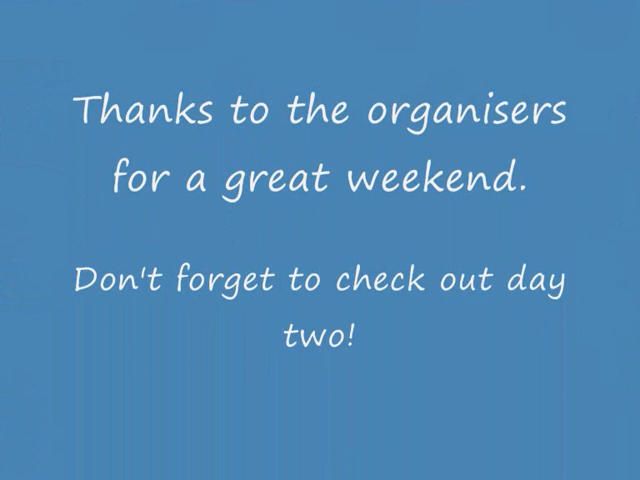 Thanks to the organisers
for a great weekend.
Don't forget to check out day
two!